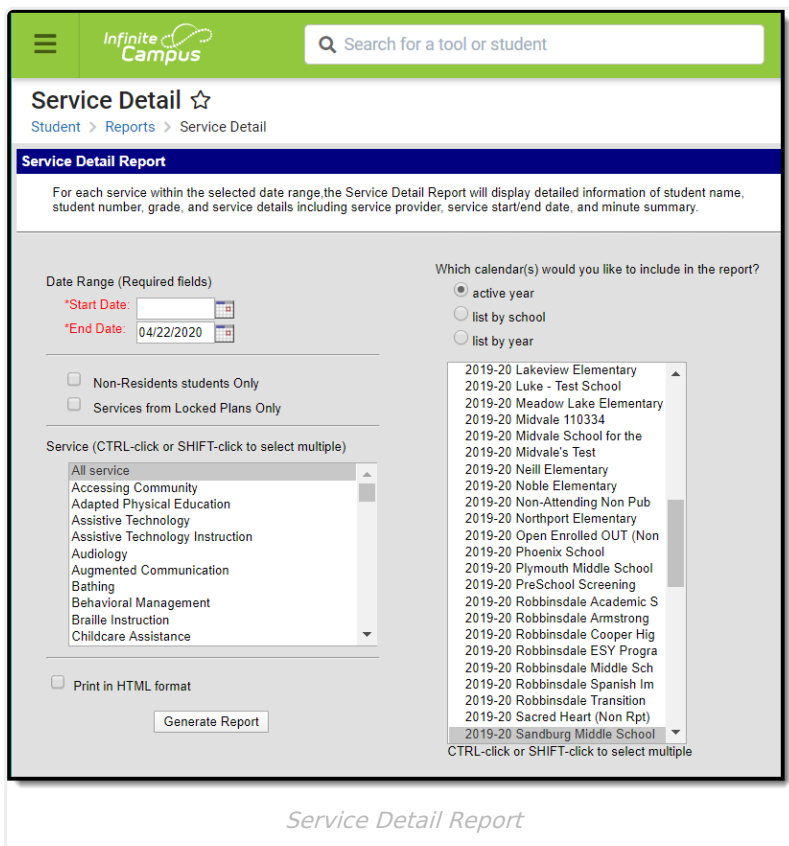 Infinite
Campus
Search for a tool or student
Service Detail
Student > Reports > Service Detail
Service Detail Report
For each service within the selected date range,the Service Detail Report will display detailed information of student name,
student number, grade, and service details including service provider, service start/end date, and minute summary.
Date Range (Required fields)
*Start Date:
*End Date: 04/22/2020
Non-Residents students Only
Services from Locked Plans Only
Service (CTRL-click or SHIFT-click to select multiple)
All service
Accessing Community
Adapted Physical Education
Assistive Technology
Assistive Technology Instruction
Audiology
Augmented Communication
Bathing
Behavioral Management
Braille Instruction
Childcare Assistance
Print in HTML format
Generate Report
Which calendar(s) would you like to include in the report?
active year
list by school
list by year
2019-20 Lakeview Elementary
2019-20 Luke - Test School
2019-20 Meadow Lake Elementary
2019-20 Midvale 110334
2019-20 Midvale School for the
2019-20 Midvale's Test
2019-20 Neill Elementary
2019-20 Noble Elementary
2019-20 Non-Attending Non Pub
2019-20 Northport Elementary
2019-20 Open Enrolled OUT (Non
2019-20 Phoenix School
2019-20 Plymouth Middle School
2019-20 PreSchool Screening
2019-20 Robbinsdale Academic S
2019-20 Robbinsdale Armstrong
2019-20 Robbinsdale Cooper Hig
2019-20 Robbinsdale ESY Progra
2019-20 Robbinsdale Middle Sch
2019-20 Robbinsdale Spanish Im
2019-20 Robbinsdale Transition
2019-20 Sacred Heart (Non Rpt)
2019-20 Sandburg Middle School
CTRL-click or SHIFT-click to select multiple
Service Detail Report